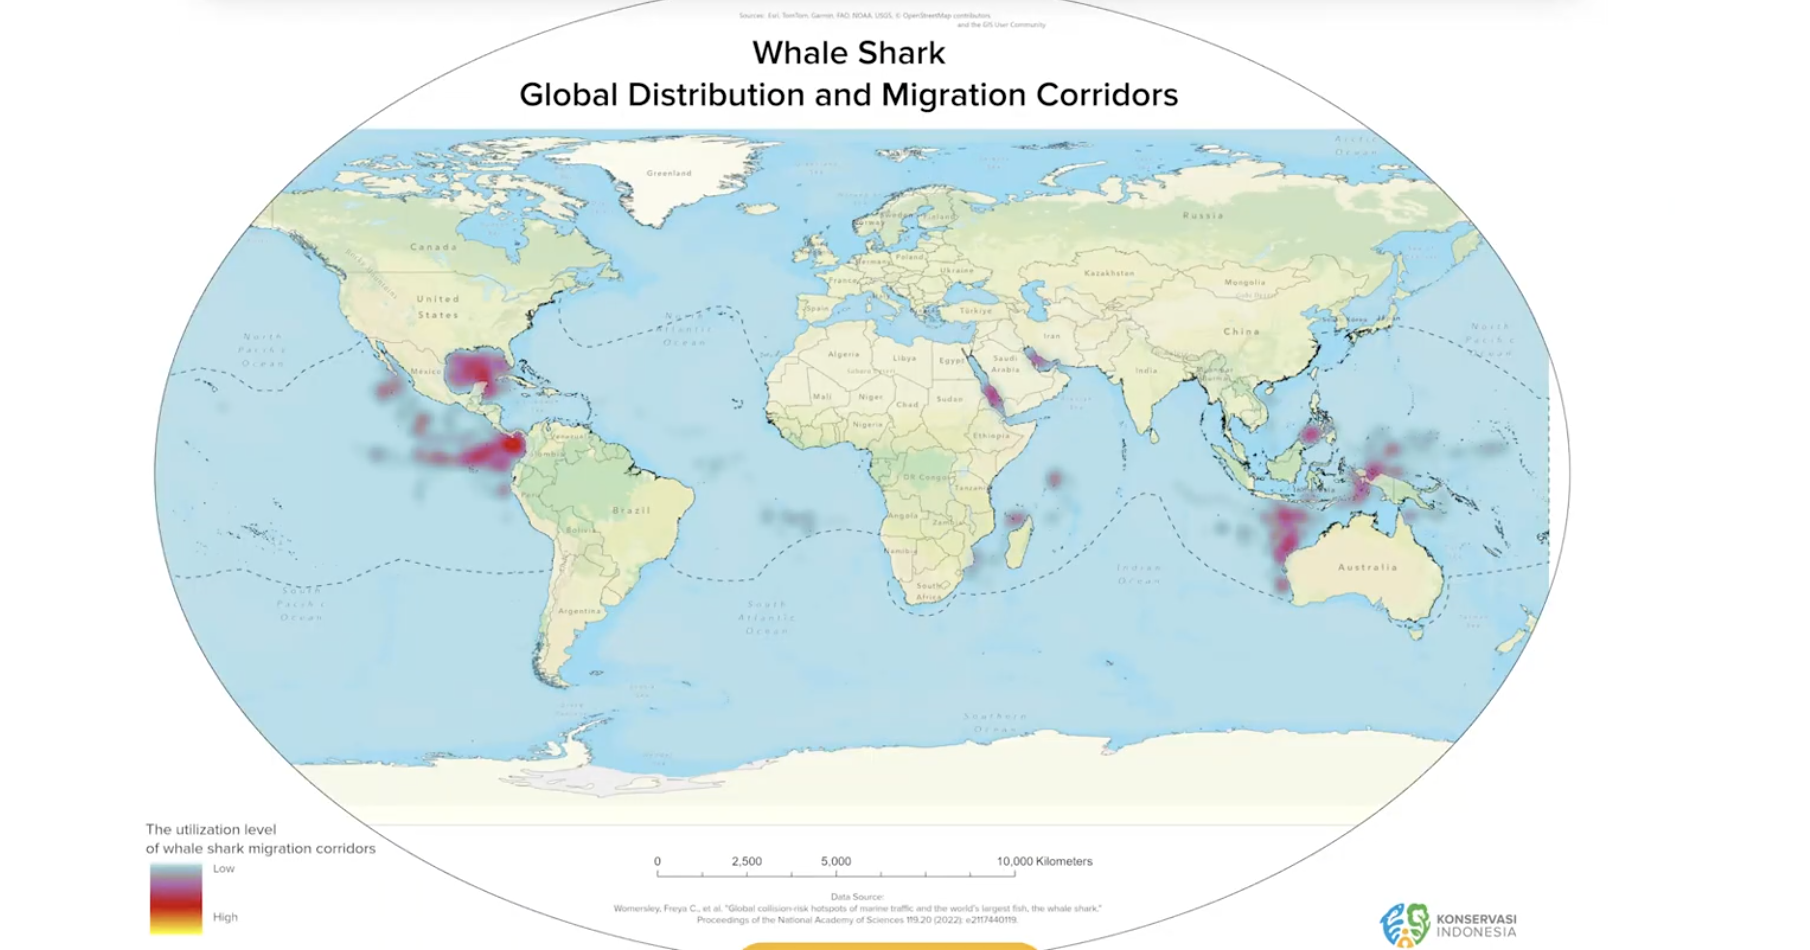 Sources: Esri, TomTom, Garmin, FAO, NOAA, USGS, © OpenStreetMap contributors
and the GIS User Community
Whale Shark
Global Distribution and Migration Corridors
Arctic
Ocean
Greenland
Russia
Sweden
Finland
Norway
Canada
Poland
Germany
Ukraine
Kazakhstan
France
Mongolia
United
States
Spain
Türkiye
North
Atlantic
Ocean
North
Pacific
Ocean
China
North
Pacific
Ocean
Iran
Algeria
Libya
Egypt
Saudi
Arabia
México
India
Mali
Niger
Chad
Sudan
Nigeria
Ethiopia
Venezuela
Colombia
DR Congo
Tanzania
Perú
Brazil
Angola
Zambia
Bolivia
Namibia
Indian
Ocean
Australia
South
Pacific
Ocean
South
Africa
Argentina
South
Atlantic
Ocean
Southern
Ocean
The utilization level
of whale shark migration corridors
Low
High
0 2,500 5,000 10,000 Kilometers
Data Source:
Womersley, Freya C., et al. "Global collision-risk hotspots of marine traffic and the world's largest fish, the whale shark."
Proceedings of the National Academy of Sciences 119.20 (2022): e2117440119.
KONSERVASI
INDONESIA